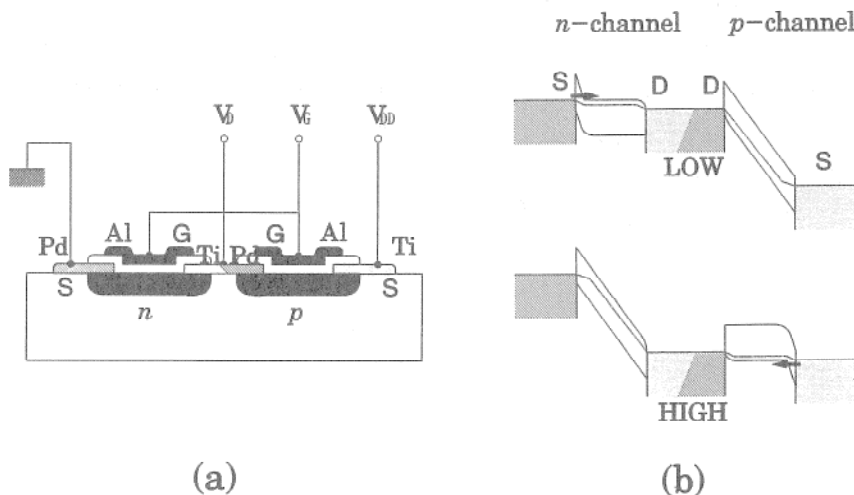 n-channel p-channel
S D D
S
LOW
HIGH
V_D V_G V_DD
Pd Al G Ti Pd G Al Ti
S n p S
(a) (b)